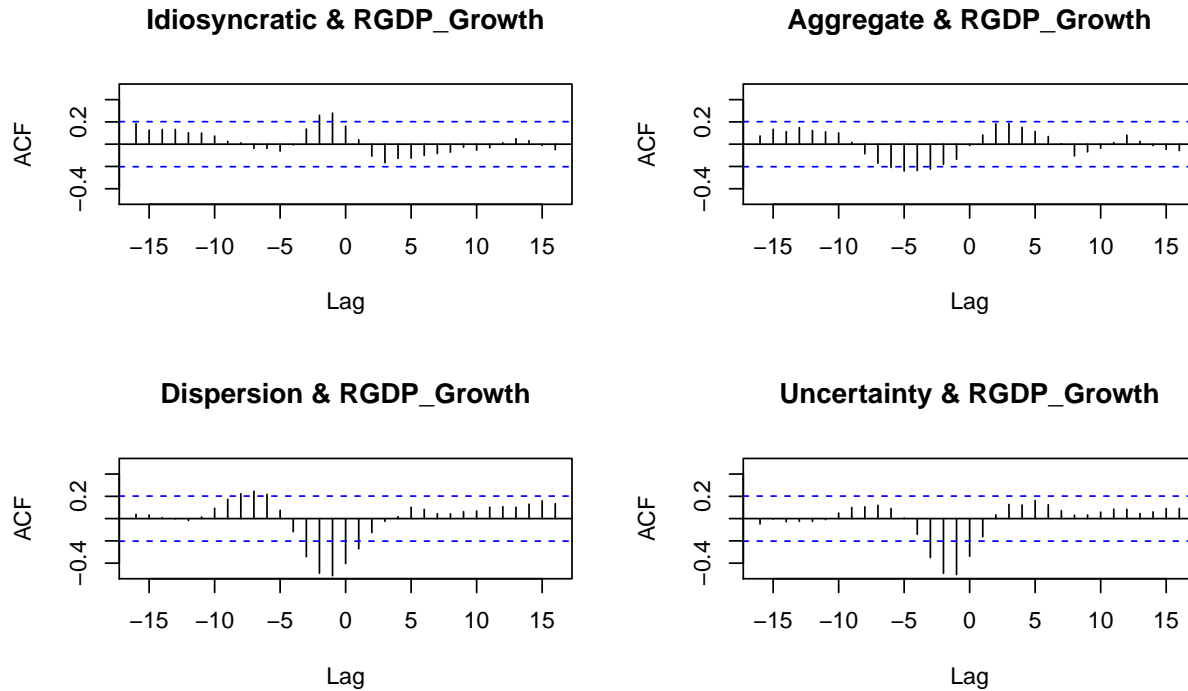 Idiosyncratic & RGDP_Growth
ACF
0.2
−0.4
−15 −10 −5 0 5 10 15
Lag
Aggregate & RGDP_Growth
ACF
0.2
−0.4
−15 −10 −5 0 5 10 15
Lag
Dispersion & RGDP_Growth
ACF
0.2
−0.4
−15 −10 −5 0 5 10 15
Lag
Uncertainty & RGDP_Growth
ACF
0.2
−0.4
−15 −10 −5 0 5 10 15
Lag